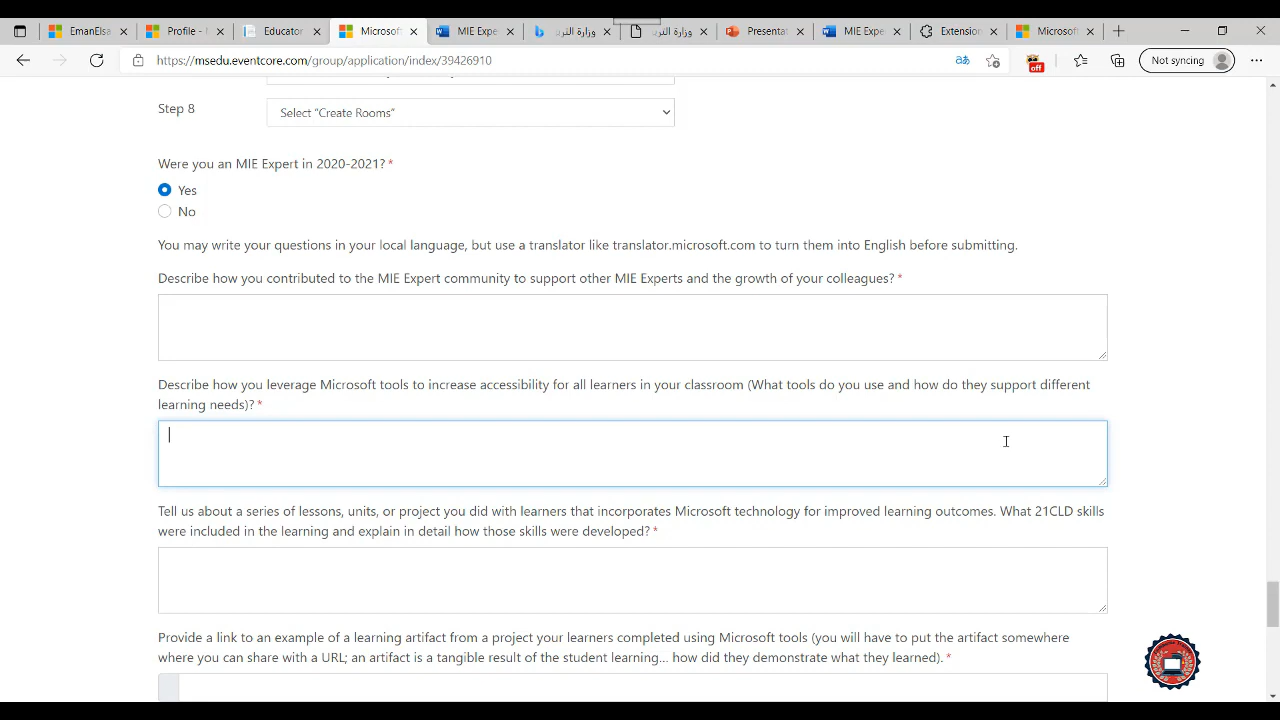 EmanElsa
Profile -
Educator
Microsof
MIE Expe
وزارة التر
وزارة التر
Presentat
MIE Expe
Extension
Microsoft
https://msedu.eventcore.com/group/application/index/39426910
off
Not syncing
Step 8
Select "Create Rooms"
Were you an MIE Expert in 2020-2021? *
Yes
No
You may write your questions in your local language, but use a translator like translator.microsoft.com to turn them into English before submitting.
Describe how you contributed to the MIE Expert community to support other MIE Experts and the growth of your colleagues? *
Describe how you leverage Microsoft tools to increase accessibility for all learners in your classroom (What tools do you use and how do they support different
learning needs)? *
Tell us about a series of lessons, units, or project you did with learners that incorporates Microsoft technology for improved learning outcomes. What 21CLD skills
were included in the learning and explain in detail how those skills were developed? *
Provide a link to an example of a learning artifact from a project your learners completed using Microsoft tools (you will have to put the artifact somewhere
where you can share with a URL; an artifact is a tangible result of the student learning... how did they demonstrate what they learned). *